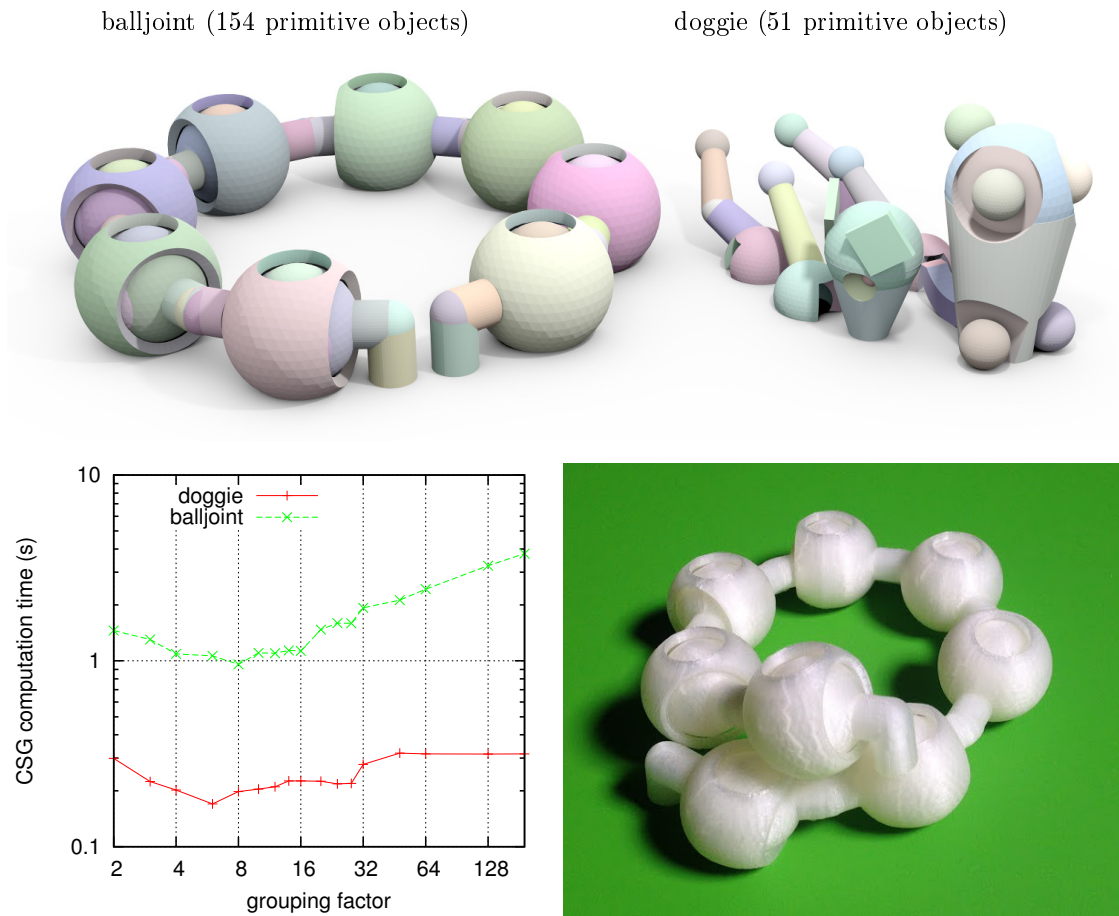 balljoint (154 primitive objects)
doggie (51 primitive objects)
10
1
0.1
CSG computation time (s)
doggie
balljoint
2 4 8 16 32 64 128
grouping factor